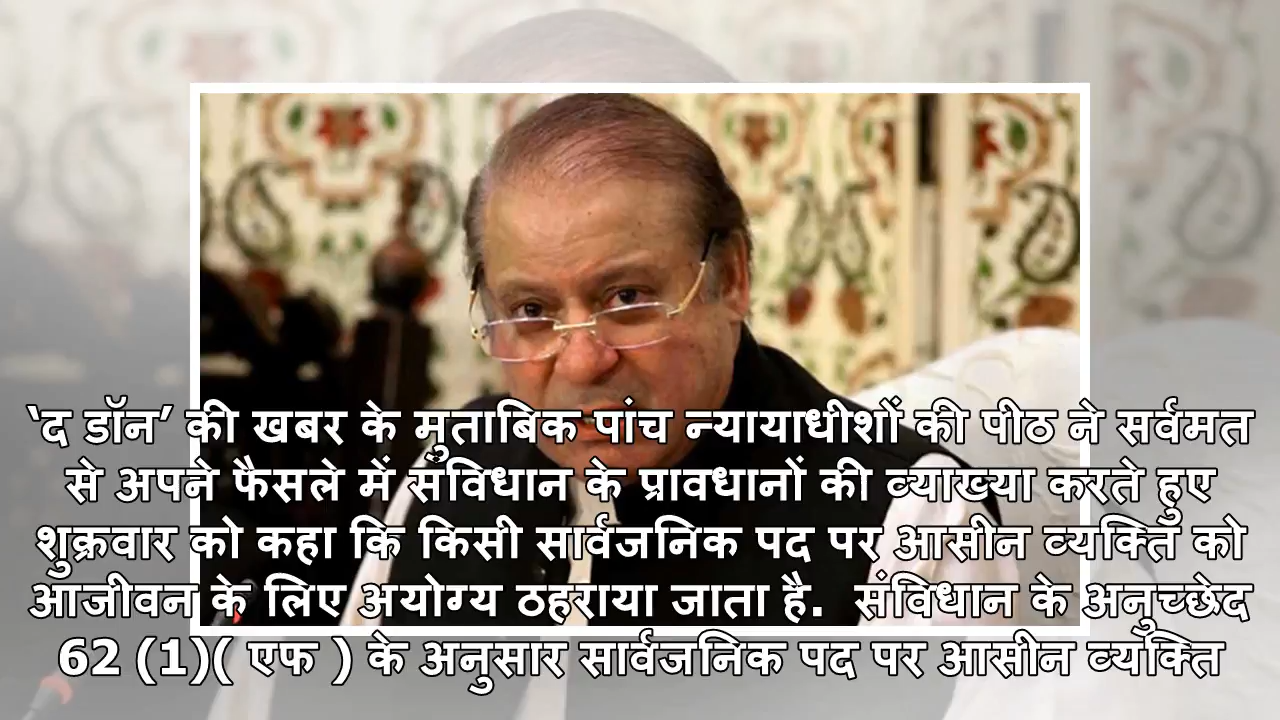 ‘द डॉन’ की खबर के मुताबिक पांच न्यायाधीशों की पीठ ने सर्वमत
से अपने फैसले में संविधान के प्रावधानों की व्याख्या करते हुए
शुक्रवार को कहा कि किसी सार्वजनिक पद पर आसीन व्यक्ति को
आजीवन के लिए अयोग्य ठहराया जाता है.  संविधान के अनुच्छेद
62 (1)( एफ ) के अनुसार सार्वजनिक पद पर आसीन व्यक्ति